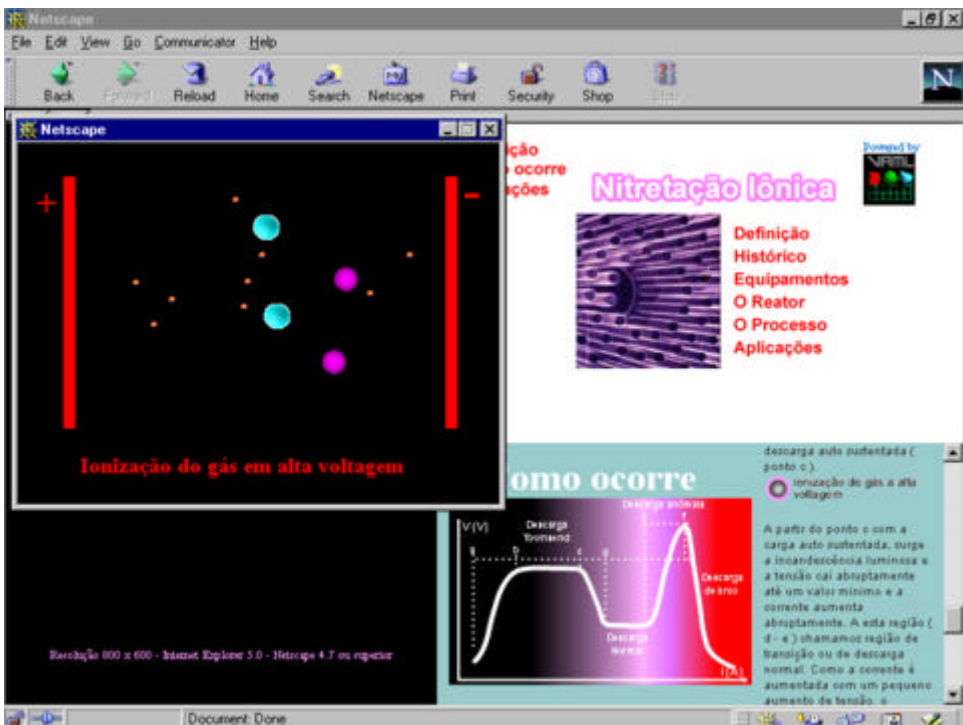 Netscape
File Edit View Go Communicator Help
Back Forward Reload Home Search Netscape Print Security Shop Stop
N
Netscape
+ -
Ionização do gás em alta voltagem
ição
ocorre
ações
Nitretação Iônica
Powered by
VRML
Definição
Histórico
Equipamentos
O Reator
O Processo
Aplicações
omo ocorre
V (V)
Descarga
Townsend
Descarga anômala
Descarga
de arco
Descarga
normal
I (A)
descarga auto sustentada (
ponto c ).
ionização do gás a alta
voltagem
A partir do ponto c com a
carga auto sustentada, surge
a incandescência luminosa e
a tensão cai abruptamente
até um valor mínimo e a
corrente aumenta
abruptamente. A esta região (
d - e ) chamamos região de
transição ou de descarga
normal. Como a corrente é
aumentada com um pequeno
aumento de tensão, o
Resolução 800 x 600 - Internet Explorer 5.0 - Netscape 4.7 ou superior
Document: Done